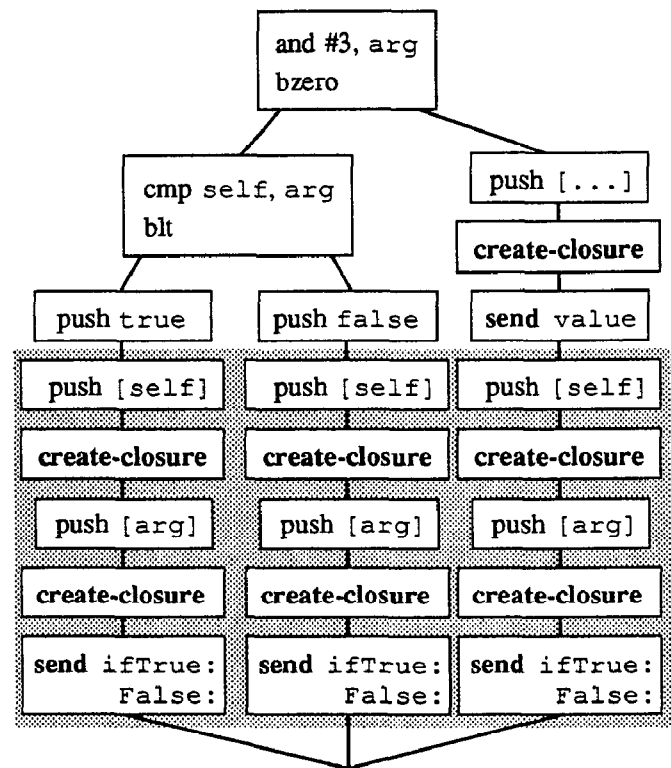 and #3, arg
bzero
cmp self, arg
blt
push [...]
create-closure
push true
push false
send value
push [self]
push [self]
push [self]
create-closure
create-closure
create-closure
push [arg]
push [arg]
push [arg]
create-closure
create-closure
create-closure
send ifTrue:
False:
send ifTrue:
False:
send ifTrue:
False: